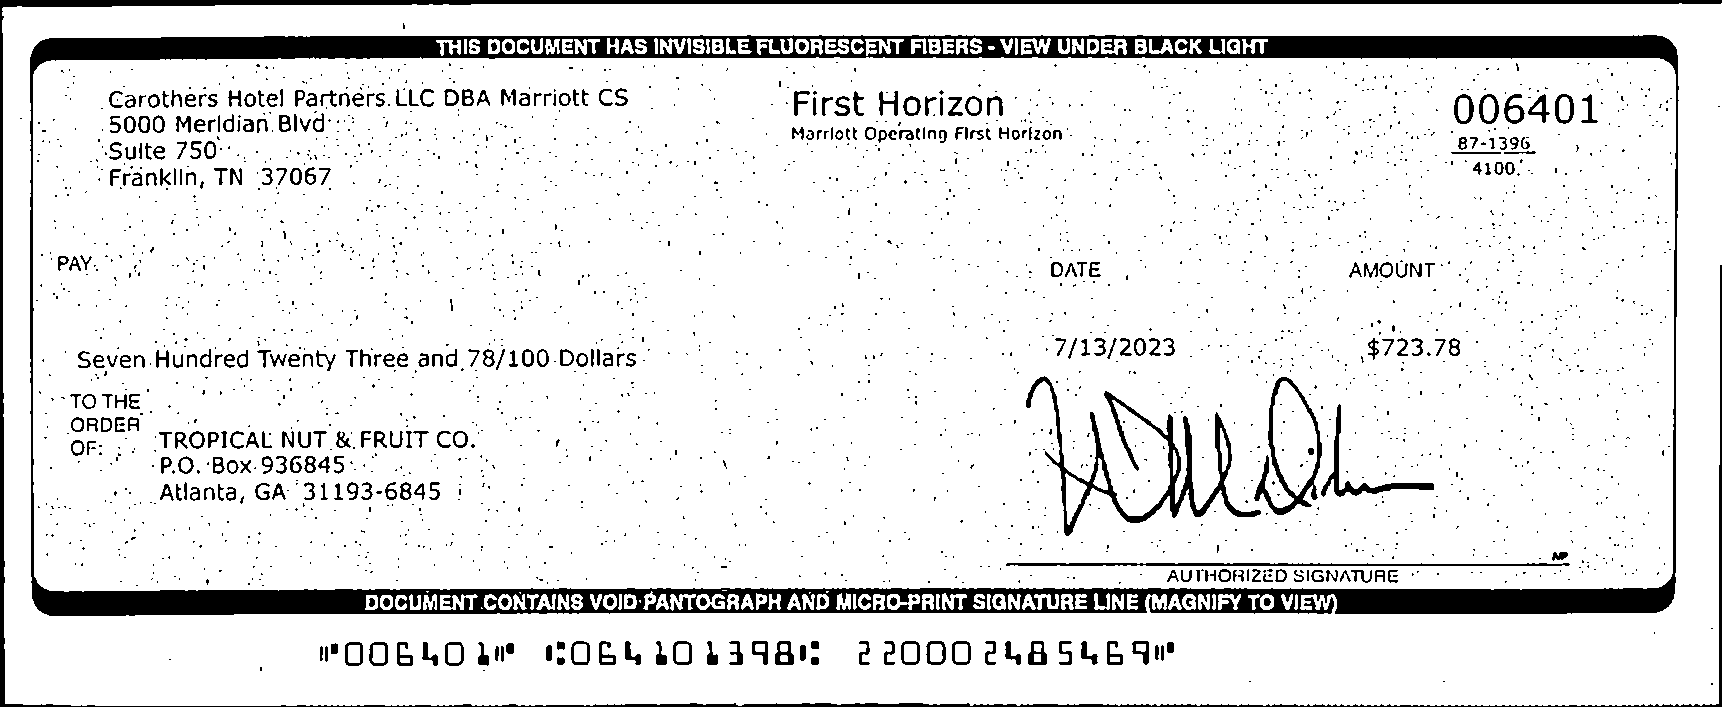 THIS DOCUMENT HAS INVISIBLE FLUORESCENT FIBERS - VIEW UNDER BLACK LIGHT
Carothers Hotel Partners LLC DBA Marriott CS
5000 Meridian Blvd
Suite 750
Franklin, TN 37067
First Horizon
Marriott Operating First Horizon
006401
87-1396
4100
PAY
DATE
AMOUNT
Seven Hundred Twenty Three and 78/100 Dollars
7/13/2023
$723.78
TO THE
ORDER
OF:
TROPICAL NUT & FRUIT CO.
P.O. Box 936845
Atlanta, GA 31193-6845
MP
AUTHORIZED SIGNATURE
DOCUMENT CONTAINS VOID PANTOGRAPH AND MICRO-PRINT SIGNATURE LINE (MAGNIFY TO VIEW)
⑈006401⑈ ⑆064101398⑆ 220002485469⑈